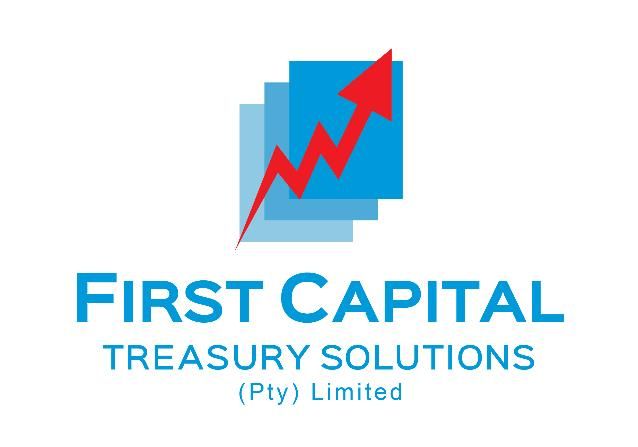 FIRST CAPITAL
TREASURY SOLUTIONS
(Pty) Limited